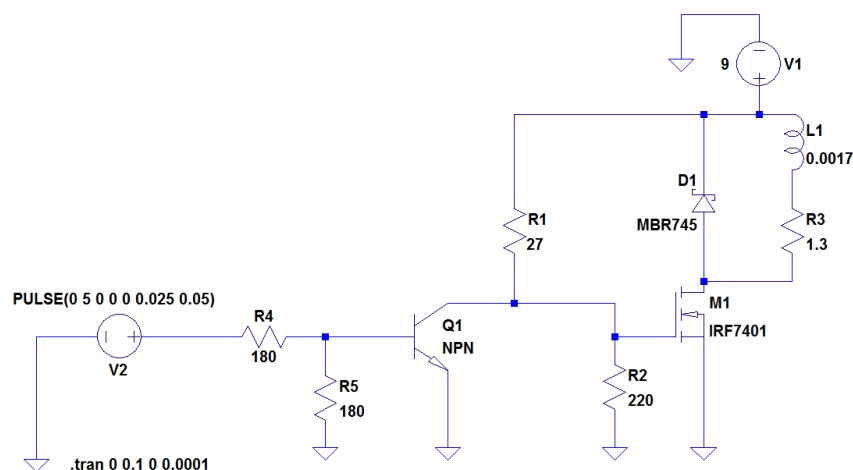 9
V1
L1
0.0017
D1
MBR745
R1
27
R3
1.3
PULSE(0 5 0 0 0 0.025 0.05)
R4
180
V2
Q1
NPN
M1
IRF7401
R5
180
R2
220
.tran 0 0.1 0 0.0001